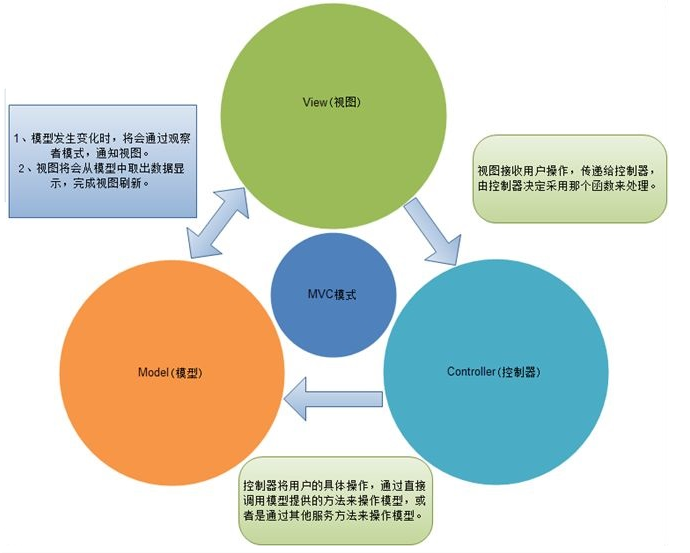 View(视图)
1、模型发生变化时，将会通过观察
者模式，通知视图。
2、视图将会从模型中取出数据显
示，完成视图刷新。
视图接收用户操作，传递给控制器，
由控制器决定采用那个函数来处理。
MVC模式
Model(模型)
Controller(控制器)
控制器将用户的具体操作，通过直接
调用模型提供的方法来操作模型，或
者是通过其他服务方法来操作模型。